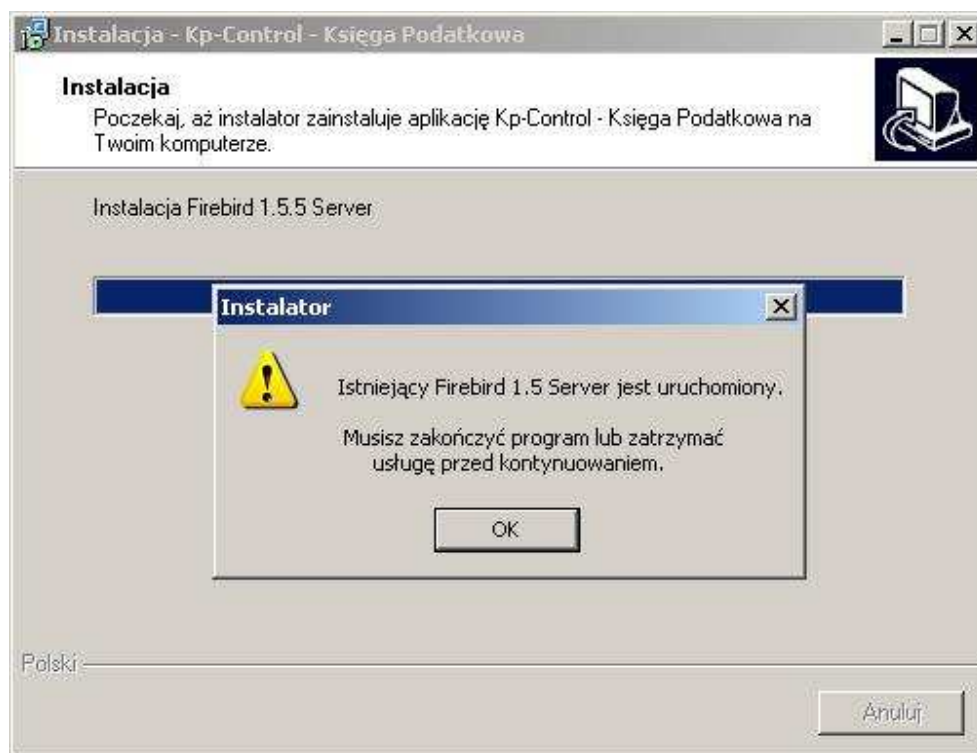 Instalacja - Kp-Control - Księga Podatkowa
Instalacja
Poczekaj, aż instalator zainstaluje aplikację Kp-Control - Księga Podatkowa na
Twoim komputerze.
Instalacja Firebird 1.5.5 Server
Instalator
Istniejący Firebird 1.5 Server jest uruchomiony.
Musisz zakończyć program lub zatrzymać
usługę przed kontynuowaniem.
OK
Polski
Anuluj